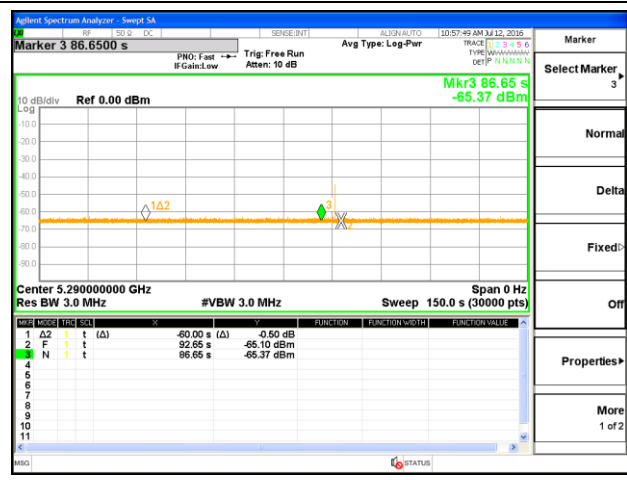 Agilent Spectrum Analyzer - Swept SA
RF 50 Ω DC SENSE:INT ALIGN AUTO 10:57:49 AM Jul 12, 2016
Marker 3 86.6500 s
PNO: Fast Trig: Free Run Avg Type: Log-Pwr TRACE 1 2 3 4 5 6
IFGain:Low Atten: 10 dB TYPE WWWWWW
DET P N N N N N
Mkr3 86.65 s
-65.37 dBm
10 dB/div Ref 0.00 dBm
Log
-10.0
-20.0
-30.0
-40.0
-50.0
-60.0
-70.0
-80.0
-90.0
1Δ2
3
2
Center 5.290000000 GHz Span 0 Hz
Res BW 3.0 MHz #VBW 3.0 MHz Sweep 150.0 s (30000 pts)
MKR MODE TRC SCL X Y FUNCTION FUNCTION WIDTH FUNCTION VALUE
1 Δ2 1 t (Δ) -60.00 s (Δ) -0.50 dB
2 F 1 t 92.65 s -65.10 dBm
3 N 1 t 86.65 s -65.37 dBm
4
5
6
7
8
9
10
11
MSG STATUS
Marker
Select Marker
3
Normal
Delta
Fixed
Off
Properties
More
1 of 2